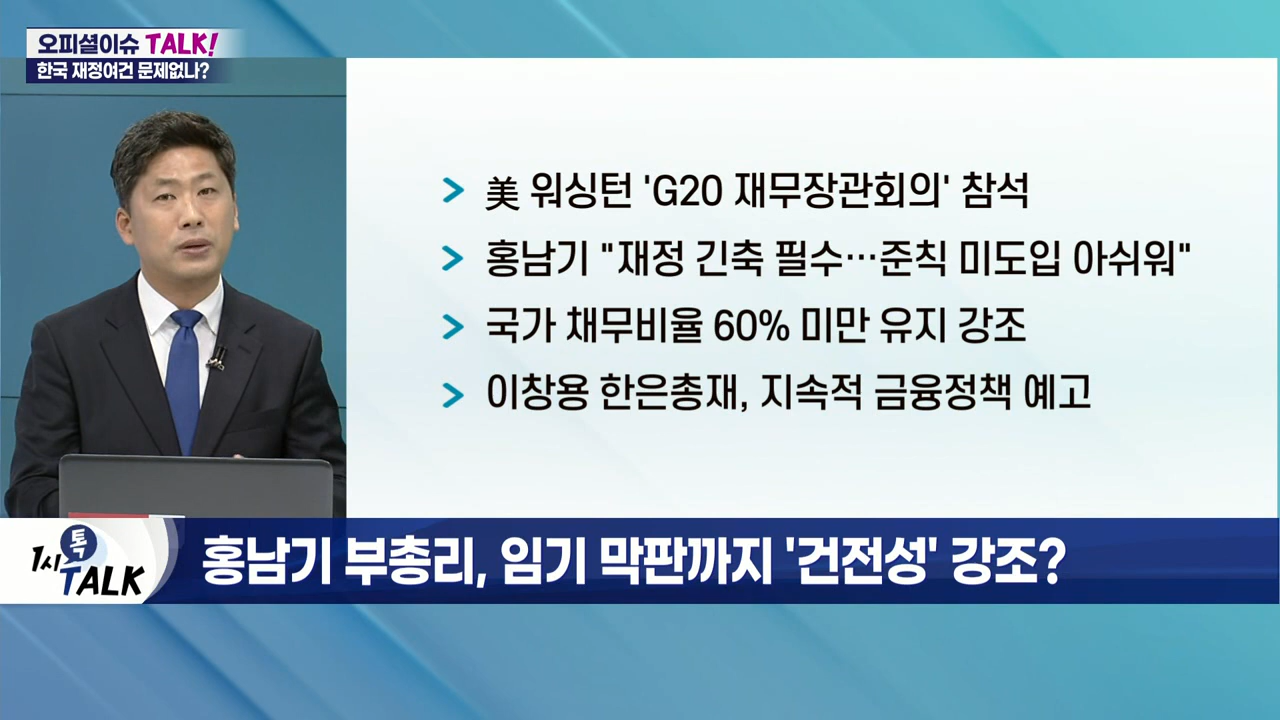 오피셜이슈 TALK!
한국 재정여건 문제없나?
> 美 워싱턴 'G20 재무장관회의' 참석
> 홍남기 "재정 긴축 필수…준칙 미도입 아쉬워"
> 국가 채무비율 60% 미만 유지 강조
> 이창용 한은총재, 지속적 금융정책 예고
1시 톡 TALK
홍남기 부총리, 임기 막판까지 '건전성' 강조?